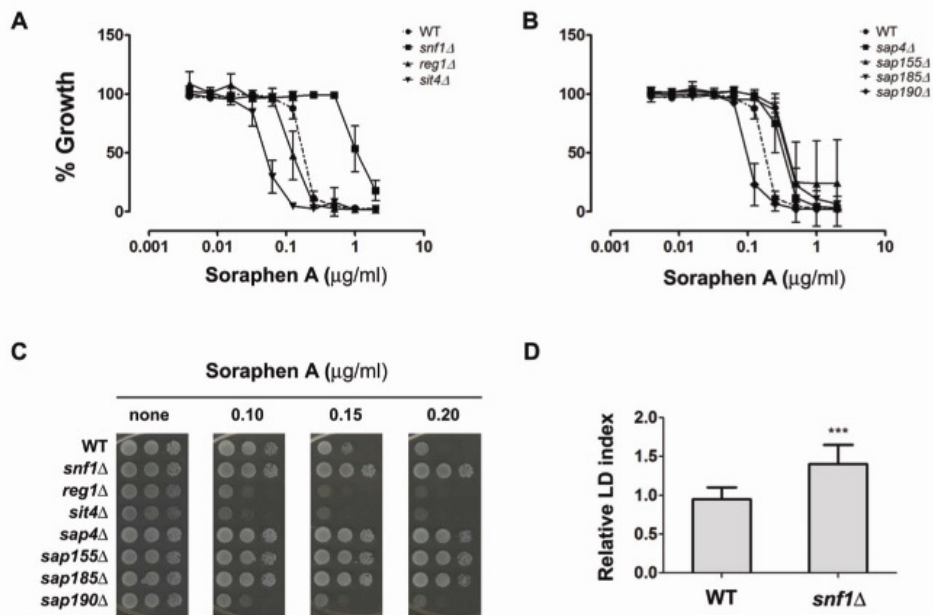 A
% Growth
150
100
50
0
0.001
0.01
0.1
1
10
Soraphen A (μg/ml)
WT
snf1Δ
reg1Δ
sit4Δ
B
150
100
50
0
0.001
0.01
0.1
1
10
Soraphen A (μg/ml)
WT
sap4Δ
sap155Δ
sap185Δ
sap190Δ
C
Soraphen A (μg/ml)
none 0.10 0.15 0.20
WT
snf1Δ
reg1Δ
sit4Δ
sap4Δ
sap155Δ
sap185Δ
sap190Δ
D
Relative LD index
2.0
1.5
1.0
0.5
0.0
***
WT snf1Δ